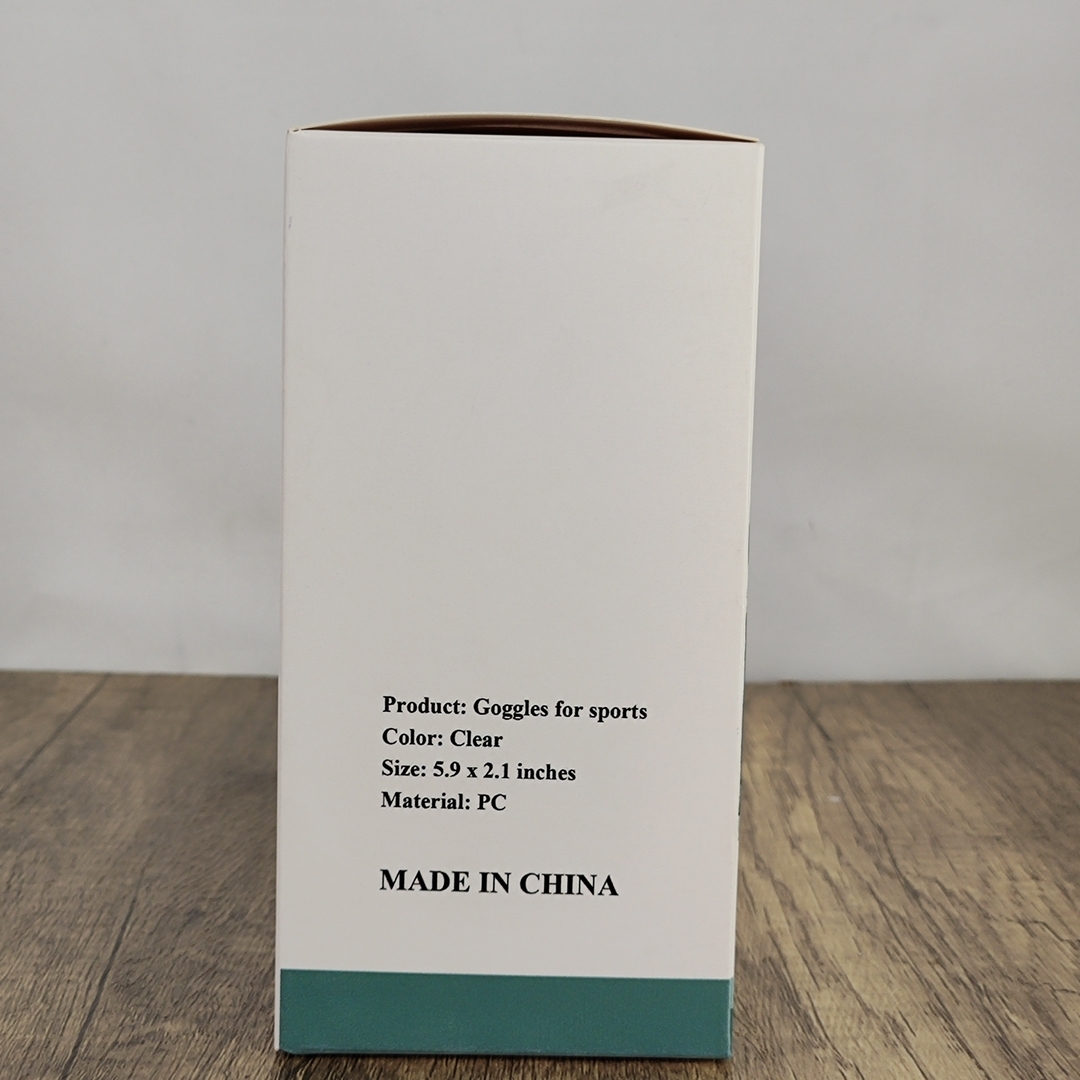 Product: Goggles for sports
Color: Clear
Size: 5.9 x 2.1 inches
Material: PC
MADE IN CHINA